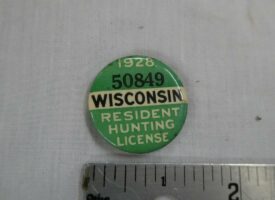 1928
50849
WISCONSIN
RESIDENT
HUNTING
LICENSE
1
2